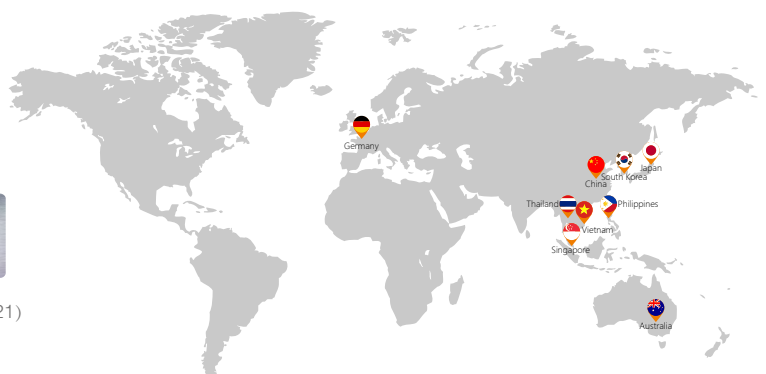 Germany
Japan
South Korea
China
Thailand
Philippines
Vietnam
Singapore
21)
Australia